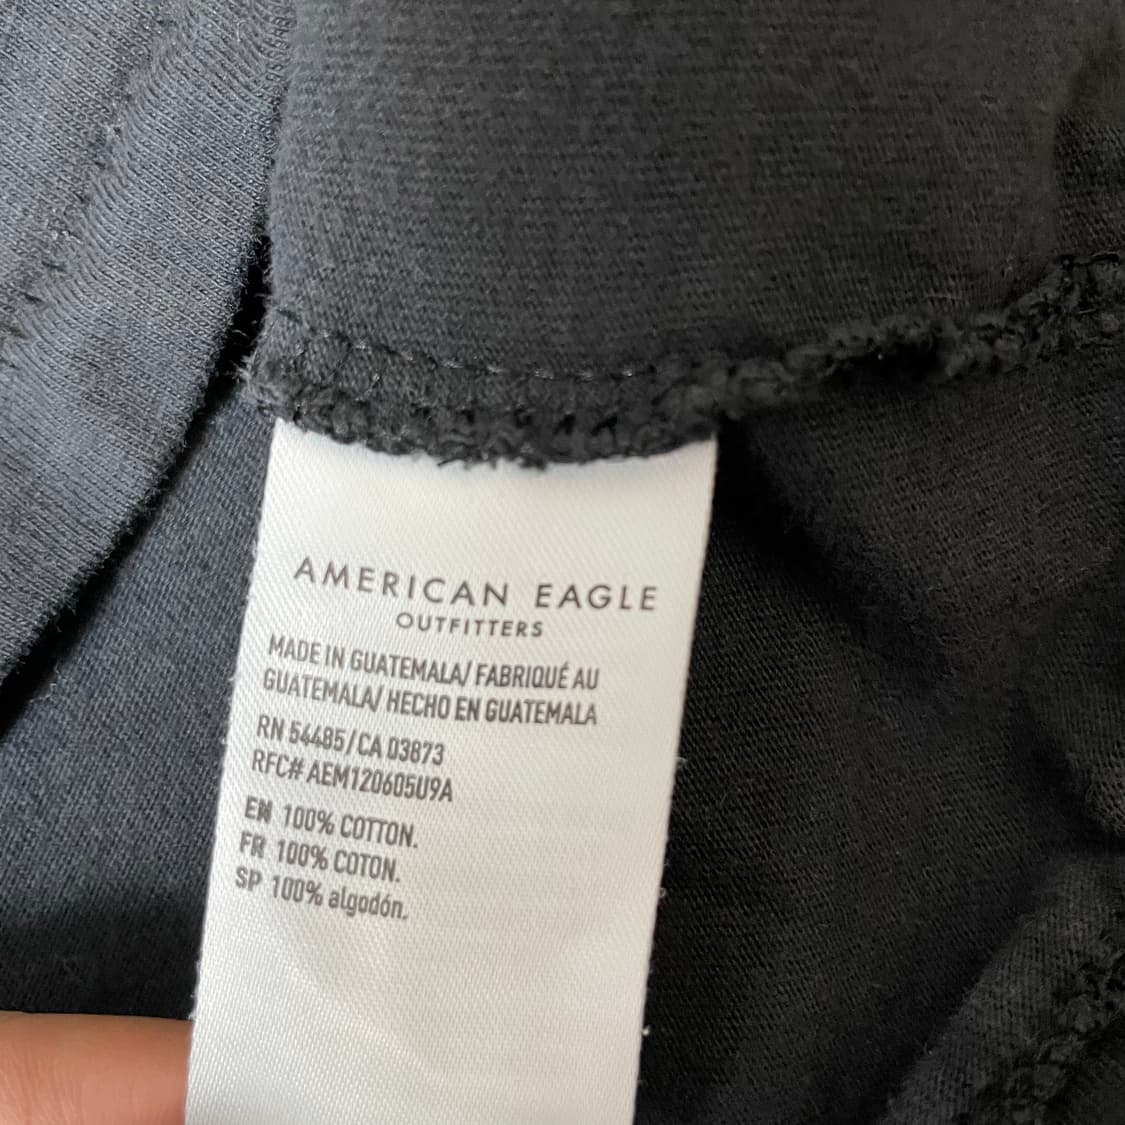 AMERICAN EAGLE
OUTFITTERS
MADE IN GUATEMALA/ FABRIQUÉ AU
GUATEMALA/ HECHO EN GUATEMALA
RN 54485/CA 03873
RFC# AEM120605U9A
EN 100% COTTON.
FR 100% COTON.
SP 100% algodón.